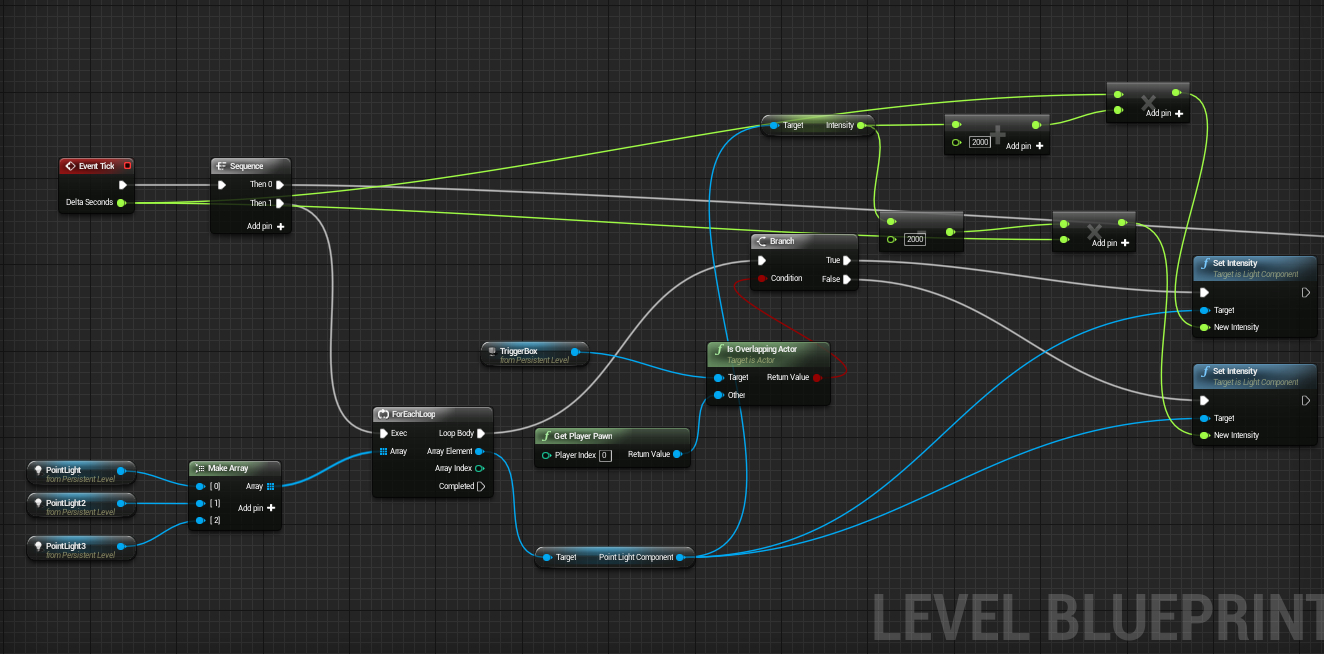 Event Tick
Delta Seconds
Sequence
Then 0
Then 1
Add pin +
Target Intensity
2000
Add pin +
Add pin +
2000
Add pin +
Branch
True
Condition False
Set Intensity
Target is Light Component
Target
New Intensity
Set Intensity
Target is Light Component
Target
New Intensity
TriggerBox
from Persistent Level
Is Overlapping Actor
Target is Actor
Target Return Value
Other
ForEachLoop
Exec Loop Body
Array Array Element
Array Index
Completed
Get Player Pawn
Player Index 0 Return Value
PointLight
from Persistent Level
PointLight2
from Persistent Level
PointLight3
from Persistent Level
Make Array
[0] Array
[1] Add pin +
[2]
Target Point Light Component
LEVEL BLUEPRINT